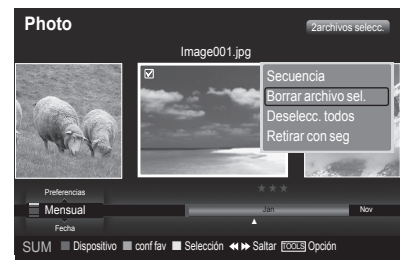 Photo
2archivos selecc.
Image001.jpg
Secuencia
Borrar archivo sel.
Deselecc. todos
Retirar con seg
Preferencias
Mensual
Jan
Nov
Fecha
SUM Dispositivo conf fav Selección Saltar TOOLS Opción